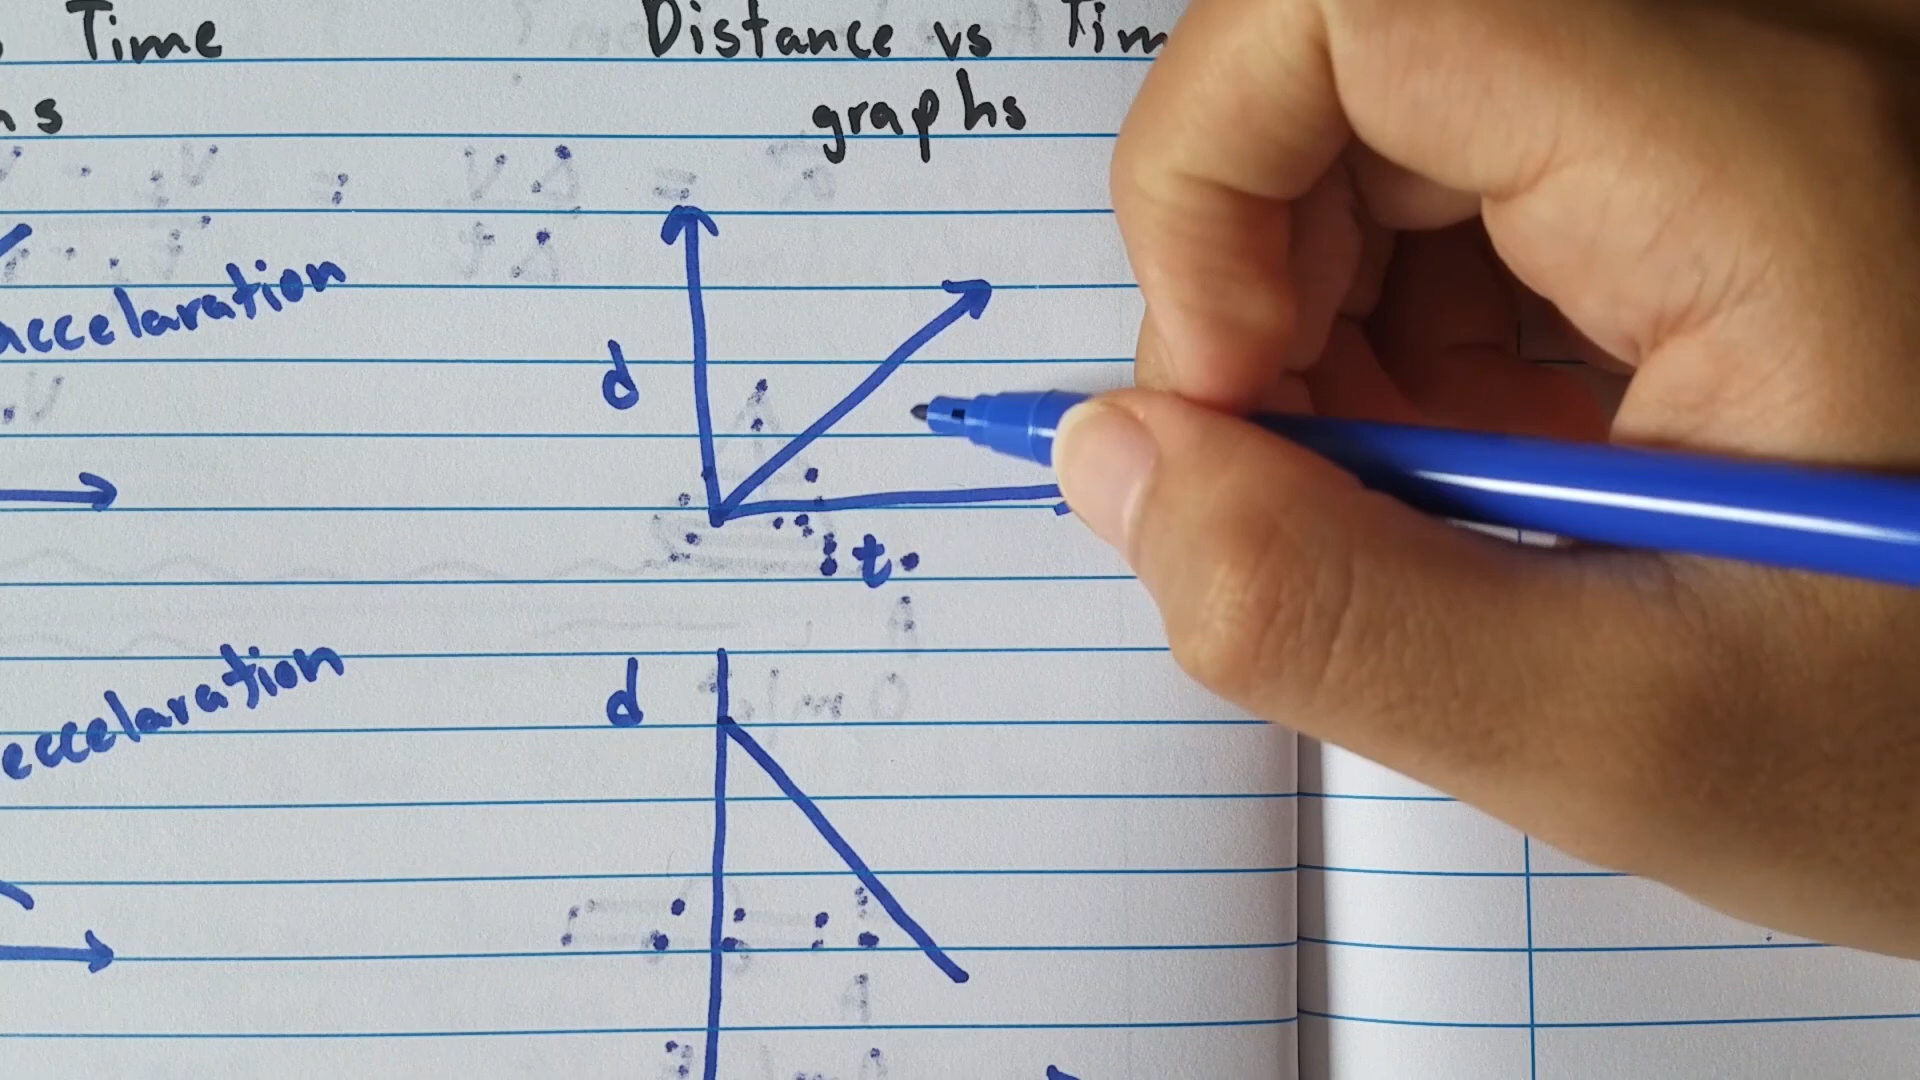 Time
Distance vs Tim
graphs
accelaration
d
t
eccelaration
d